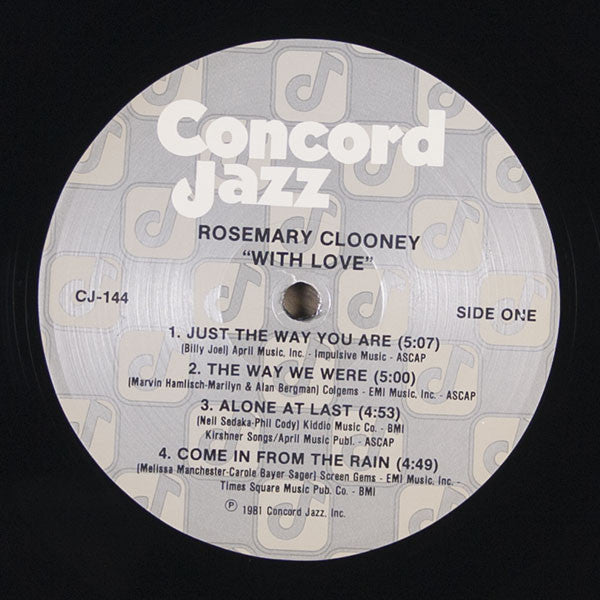 Concord
Jazz
ROSEMARY CLOONEY
"WITH LOVE"
CJ-144
SIDE ONE
1. JUST THE WAY YOU ARE (5:07)
(Billy Joel) April Music, Inc. - Impulsive Music - ASCAP
2. THE WAY WE WERE (5:00)
(Marvin Hamlisch-Marilyn & Alan Bergman) Colgems - EMI Music, Inc. - ASCAP
3. ALONE AT LAST (4:53)
(Neil Sedaka-Phil Cody) Kiddio Music Co. - BMI
Kirshner Songs/April Music Publ. - ASCAP
4. COME IN FROM THE RAIN (4:49)
(Melissa Manchester-Carole Bayer Sager) Screen Gems - EMI Music, Inc -
Times Square Music Pub. Co. - BMI
℗ 1981 Concord Jazz. Inc.